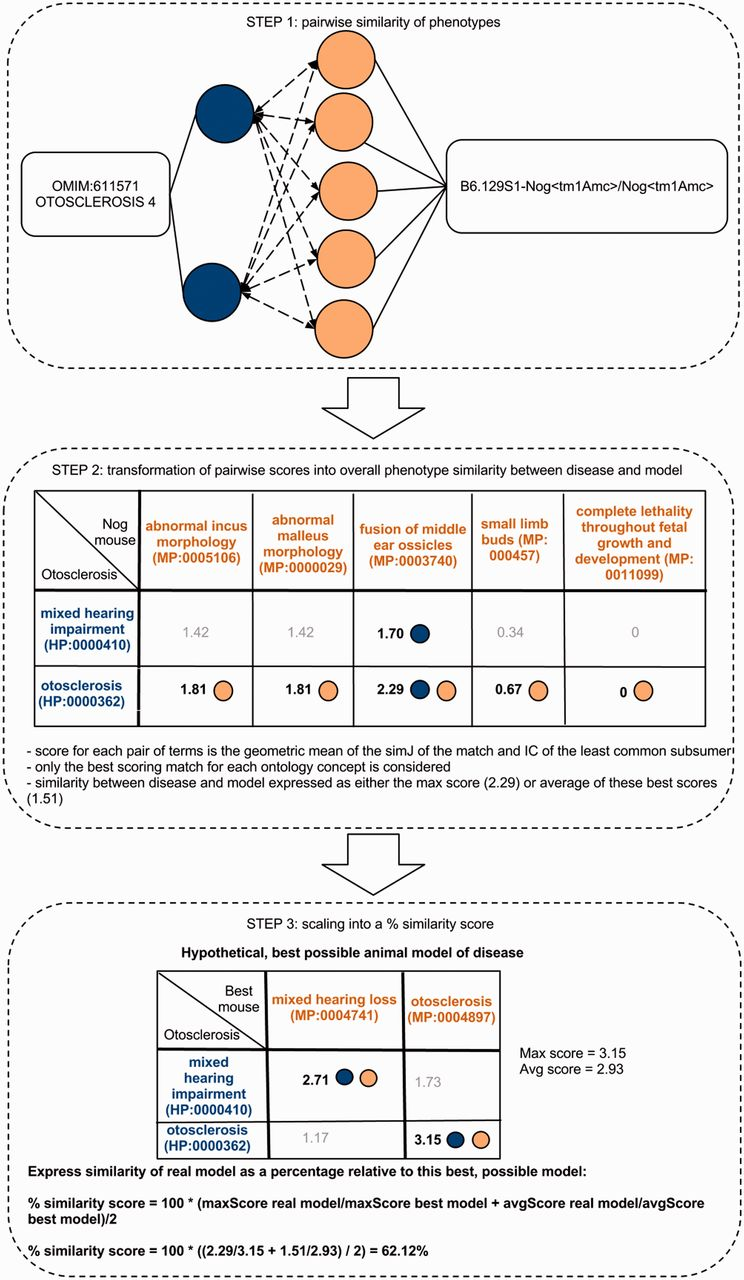 STEP 1: pairwise similarity of phenotypes
OMIM:611571
OTOSCLEROSIS 4
B6.129S1-Nog<tm1Amc>/Nog<tm1Amc>
STEP 2: transformation of pairwise scores into overall phenotype similarity between disease and model
Nog
mouse
Otosclerosis
abnormal incus
morphology
(MP:0005106)
abnormal
malleus
morphology
(MP:0000029)
fusion of middle
ear ossicles
(MP:0003740)
small limb
buds (MP:
000457)
complete lethality
throughout fetal
growth and
development (MP:
0011099)
mixed hearing
impairment
(HP:0000410)
1.42
1.42
1.70
0.34
0
otosclerosis
(HP:0000362)
1.81
1.81
2.29
0.67
0
- score for each pair of terms is the geometric mean of the simJ of the match and IC of the least common subsumer
- only the best scoring match for each ontology concept is considered
- similarity between disease and model expressed as either the max score (2.29) or average of these best scores
(1.51)
STEP 3: scaling into a % similarity score
Hypothetical, best possible animal model of disease
Best
mouse
Otosclerosis
mixed hearing loss
(MP:0004741)
otosclerosis
(MP:0004897)
mixed
hearing
impairment
(HP:0000410)
2.71
1.73
otosclerosis
(HP:0000362)
1.17
3.15
Max score = 3.15
Avg score = 2.93
Express similarity of real model as a percentage relative to this best, possible model:
% similarity score = 100 * (maxScore real model/maxScore best model + avgScore real model/avgScore
best model)/2
% similarity score = 100 * ((2.29/3.15 + 1.51/2.93) / 2) = 62.12%